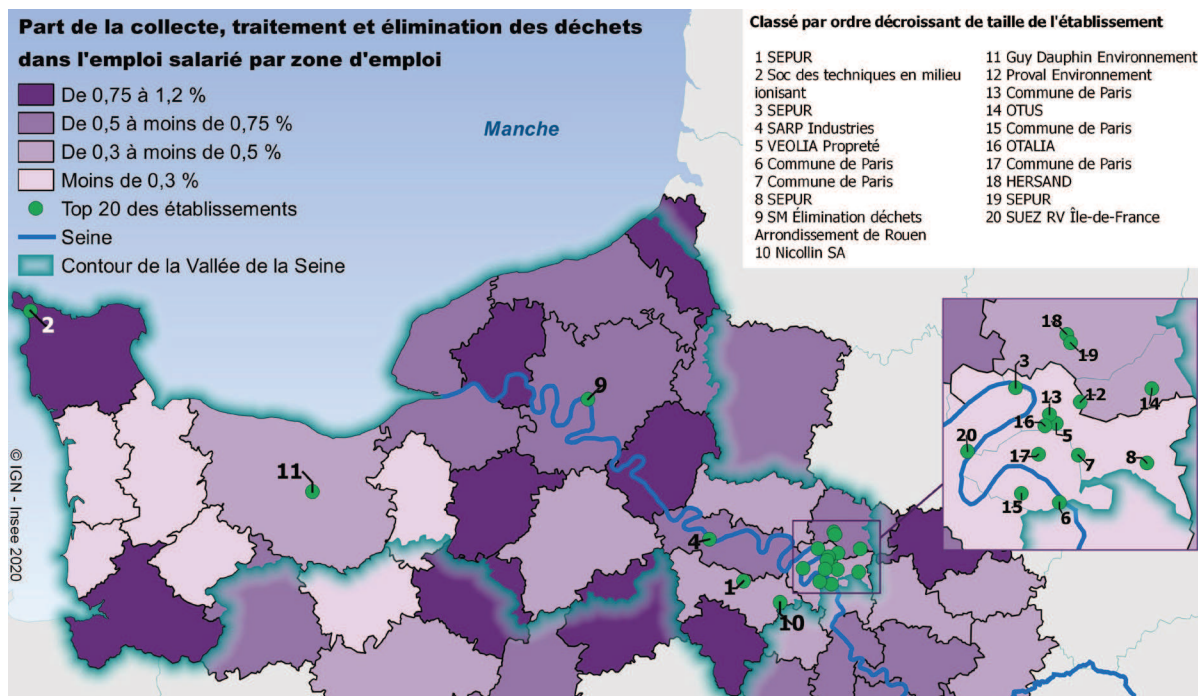 Part de la collecte, traitement et élimination des déchets
dans l'emploi salarié par zone d'emploi
De 0,75 à 1,2 %
De 0,5 à moins de 0,75 %
De 0,3 à moins de 0,5 %
Moins de 0,3 %
Top 20 des établissements
Seine
Contour de la Vallée de la Seine
Manche
Classé par ordre décroissant de taille de l'établissement
1 SEPUR
2 Soc des techniques en milieu
ionisant
3 SEPUR
4 SARP Industries
5 VEOLIA Propreté
6 Commune de Paris
7 Commune de Paris
8 SEPUR
9 SM Élimination déchets
Arrondissement de Rouen
10 Nicollin SA
11 Guy Dauphin Environnement
12 Proval Environnement
13 Commune de Paris
14 OTUS
15 Commune de Paris
16 OTALIA
17 Commune de Paris
18 HERSAND
19 SEPUR
20 SUEZ RV Île-de-France
2
9
11
4
1
10
18
19
3
13
12
14
16
5
20
17
7
8
15
6
© IGN - Insee 2020